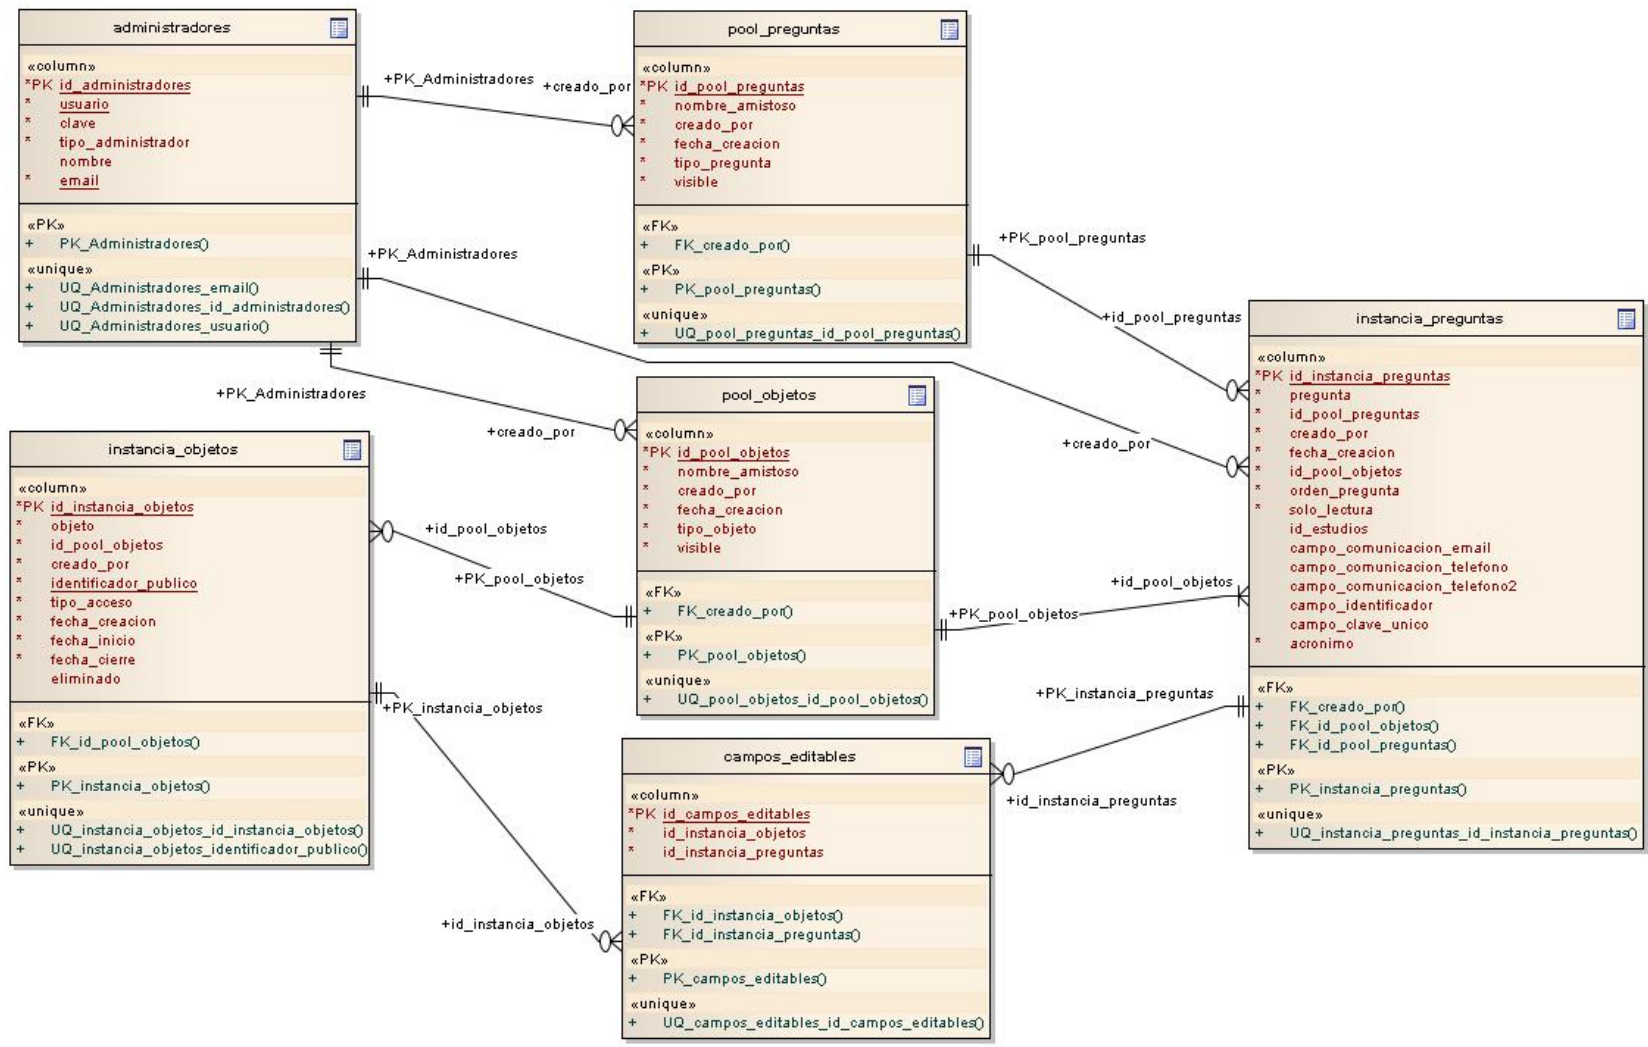 administradores
«column»
*PK id_administradores
* usuario
* clave
* tipo_administrador
nombre
* email
«PK»
+ PK_Administradores()
«unique»
+ UQ_Administradores_email()
+ UQ_Administradores_id_administradores()
+ UQ_Administradores_usuario()
+PK_Administradores
+creado_por
pool_preguntas
«column»
*PK id_pool_preguntas
* nombre_amistoso
* creado_por
* fecha_creacion
* tipo_pregunta
* visible
«FK»
+ FK_creado_por()
«PK»
+ PK_pool_preguntas()
«unique»
+ UQ_pool_preguntas_id_pool_preguntas()
+PK_Administradores
+PK_pool_preguntas
+id_pool_preguntas
+creado_por
instancia_preguntas
«column»
*PK id_instancia_preguntas
* pregunta
* id_pool_preguntas
* creado_por
* fecha_creacion
* id_pool_objetos
* orden_pregunta
* solo_lectura
id_estudios
campo_comunicacion_email
campo_comunicacion_telefono
campo_comunicacion_telefono2
campo_identificador
campo_clave_unico
* acronimo
«FK»
+ FK_creado_por()
+ FK_id_pool_objetos()
+ FK_id_pool_preguntas()
«PK»
+ PK_instancia_preguntas()
«unique»
+ UQ_instancia_preguntas_id_instancia_preguntas()
+PK_Administradores
+creado_por
pool_objetos
«column»
*PK id_pool_objetos
* nombre_amistoso
* creado_por
* fecha_creacion
* tipo_objeto
* visible
«FK»
+ FK_creado_por()
«PK»
+ PK_pool_objetos()
«unique»
+ UQ_pool_objetos_id_pool_objetos()
+PK_pool_objetos
+id_pool_objetos
instancia_objetos
«column»
*PK id_instancia_objetos
* objeto
* id_pool_objetos
* creado_por
* identificador_publico
* tipo_acceso
* fecha_creacion
* fecha_inicio
* fecha_cierre
eliminado
«FK»
+ FK_id_pool_objetos()
«PK»
+ PK_instancia_objetos()
«unique»
+ UQ_instancia_objetos_id_instancia_objetos()
+ UQ_instancia_objetos_identificador_publico()
+id_pool_objetos
+PK_pool_objetos
+PK_instancia_objetos
+id_instancia_objetos
campos_editables
«column»
*PK id_campos_editables
* id_instancia_objetos
* id_instancia_preguntas
«FK»
+ FK_id_instancia_objetos()
+ FK_id_instancia_preguntas()
«PK»
+ PK_campos_editables()
«unique»
+ UQ_campos_editables_id_campos_editables()
+PK_instancia_preguntas
+id_instancia_preguntas